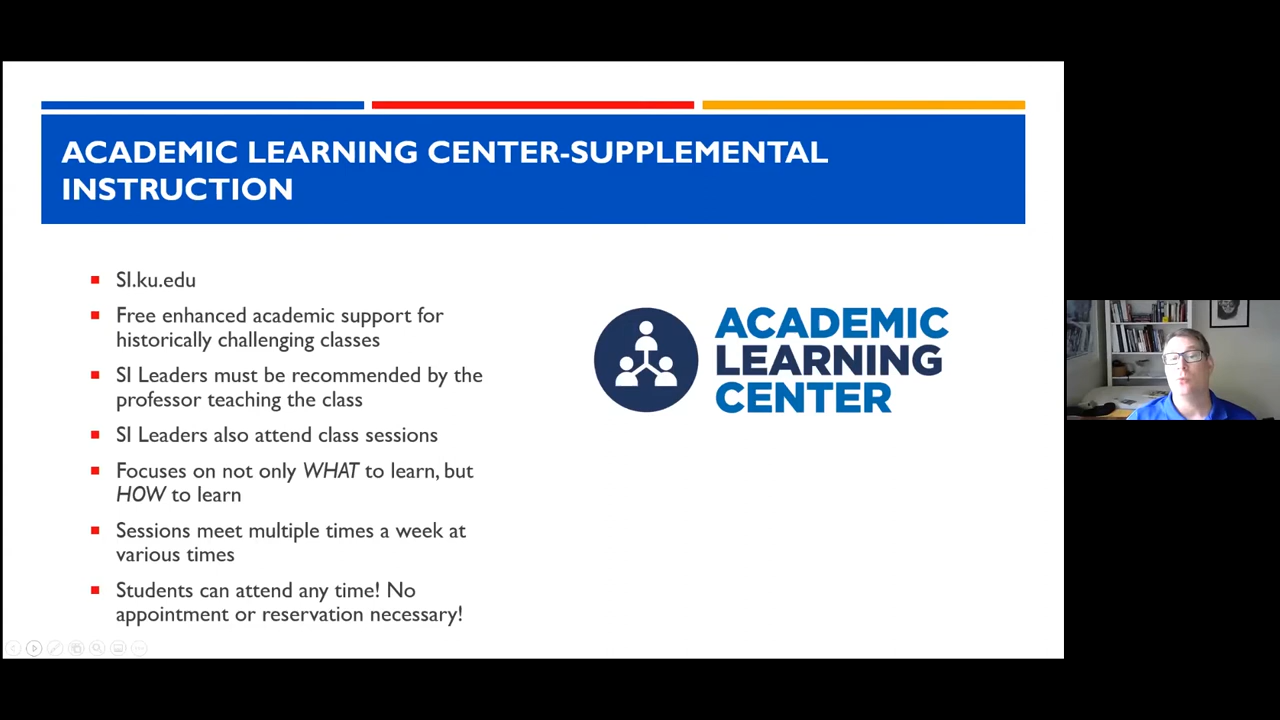 ACADEMIC LEARNING CENTER-SUPPLEMENTAL
INSTRUCTION
SI.ku.edu
Free enhanced academic support for
historically challenging classes
SI Leaders must be recommended by the
professor teaching the class
SI Leaders also attend class sessions
Focuses on not only WHAT to learn, but
HOW to learn
Sessions meet multiple times a week at
various times
Students can attend any time! No
appointment or reservation necessary!
ACADEMIC
LEARNING
CENTER